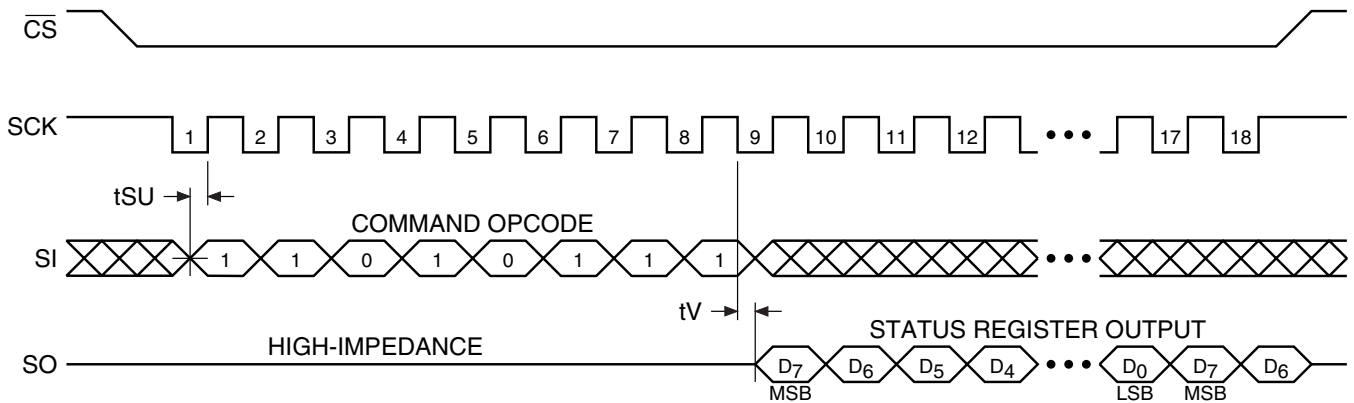 CS
SCK 1 2 3 4 5 6 7 8 9 10 11 12 17 18
tSU
COMMAND OPCODE
SI 1 1 0 1 0 1 1 1
tV
STATUS REGISTER OUTPUT
HIGH-IMPEDANCE
SO D7 D6 D5 D4 D0 D7 D6
MSB LSB MSB